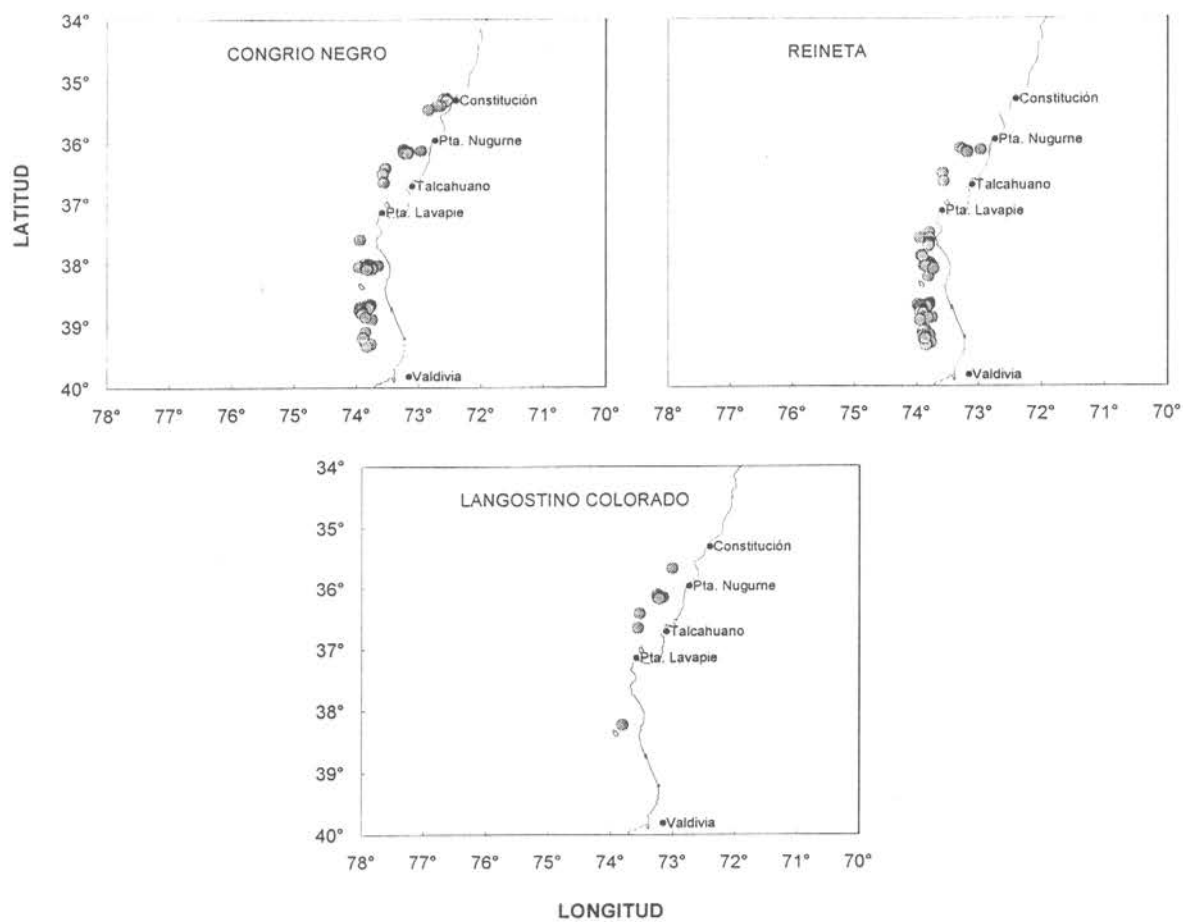 CONGRIO NEGRO
34°
35°
36°
37°
38°
39°
40°
Constitución
Pta. Nugurne
Talcahuano
Pta. Lavapie
Valdivia
78° 77° 76° 75° 74° 73° 72° 71° 70°
LATITUD
REINETA
Constitución
Pta. Nugurne
Talcahuano
Pta. Lavapie
Valdivia
78° 77° 76° 75° 74° 73° 72° 71° 70°
LANGOSTINO COLORADO
34°
35°
36°
37°
38°
39°
40°
Constitución
Pta. Nugurne
Talcahuano
Pta. Lavapie
Valdivia
78° 77° 76° 75° 74° 73° 72° 71° 70°
LONGITUD